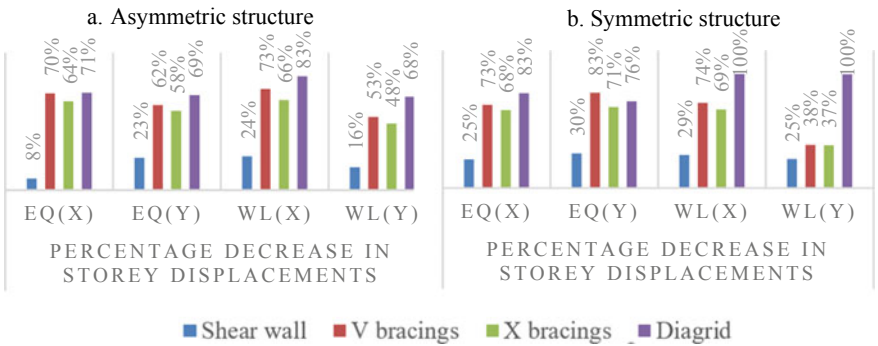 a. Asymmetric structure
8%
70%
64%
71%
23%
62%
58%
69%
24%
73%
66%
83%
16%
53%
48%
68%
EQ(X)
EQ(Y)
WL(X)
WL(Y)
PERCENTAGE DECREASE IN
STOREY DISPLACEMENTS
b. Symmetric structure
25%
73%
68%
83%
30%
83%
71%
76%
29%
74%
69%
100%
25%
38%
37%
100%
EQ(X)
EQ(Y)
WL(X)
WL(Y)
PERCENTAGE DECREASE IN
STOREY DISPLACEMENTS
Shear wall
V bracings
X bracings
Diagrid